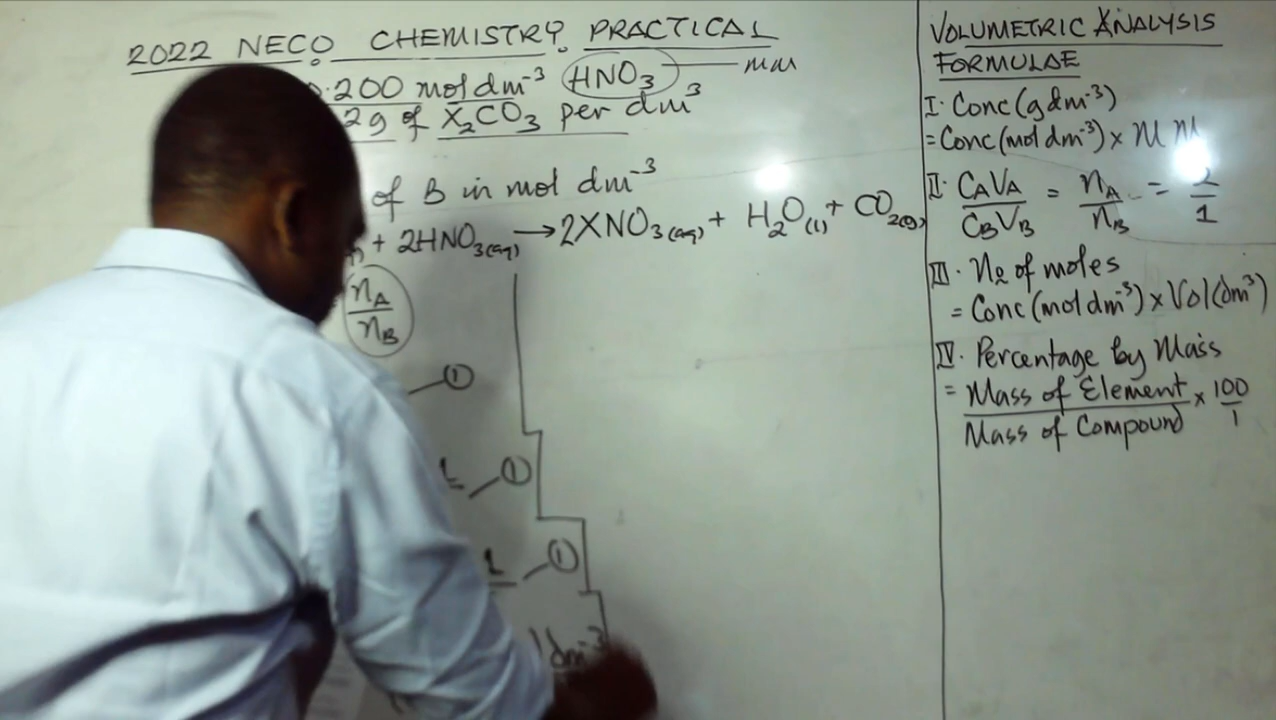 2022 NECO CHEMISTRY PRACTICAL
.200 mol dm⁻³ HNO₃ — mm
2g of X₂CO₃ per dm³
of B in mol dm⁻³
+ 2HNO₃(aq) → 2XNO₃(aq) + H₂O(l) + CO₂(g)
nA
nB
①
1 ①
1 ①
dm⁻³
VOLUMETRIC ANALYSIS
FORMULAE
I. Conc (g dm⁻³)
= Conc (mol dm⁻³) × M M
II. CAVA = nA = 2
CBVB nB 1
III. No of moles
= Conc (mol dm⁻³) × Vol (dm³)
IV. Percentage by Mass
= Mass of Element × 100
Mass of Compound 1